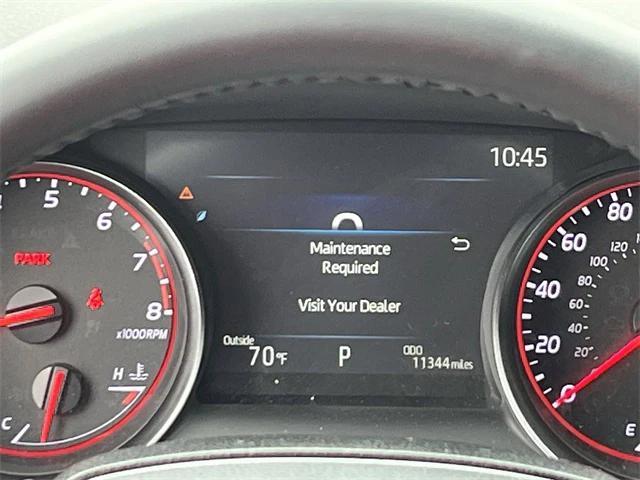 10:45
5
6
7
8
x1000RPM
PARK
H
C
Maintenance
Required
Visit Your Dealer
Outside
70°F
P
ODO
11344 miles
80
60
40
20
0
120
100
80
60
40
20
E